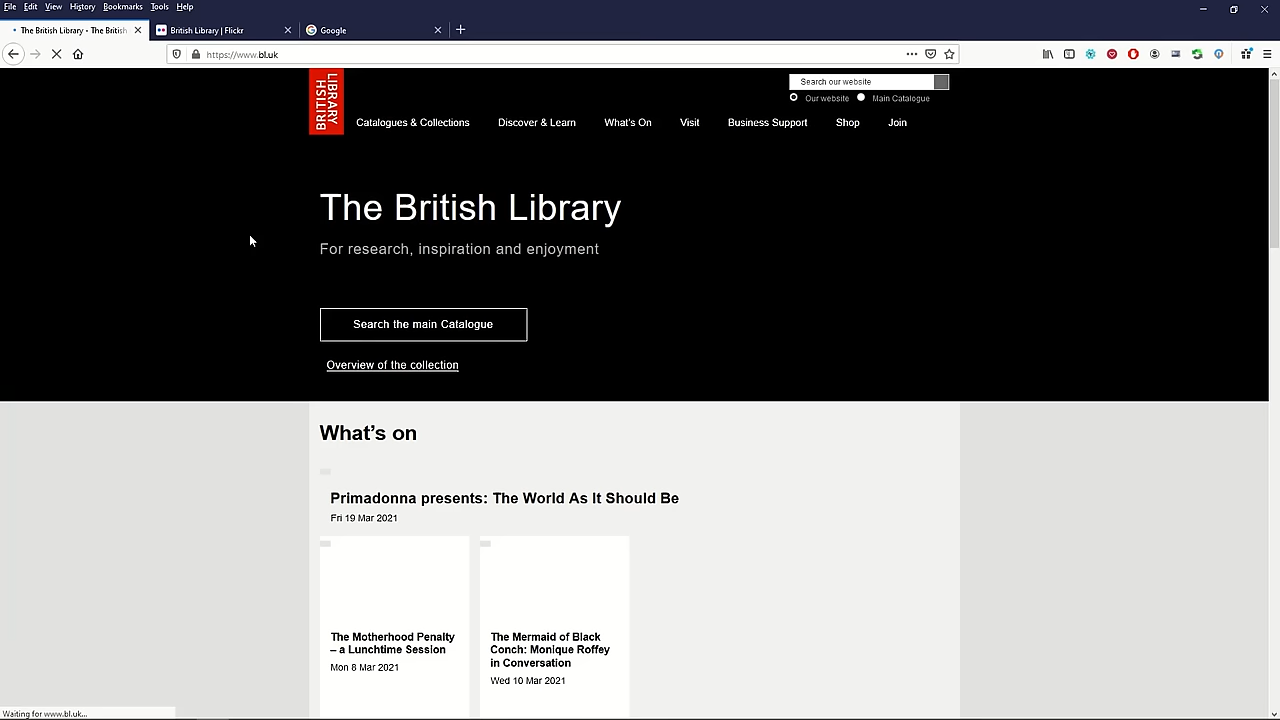 File Edit View History Bookmarks Tools Help
The British Library - The British
British Library | Flickr
Google
https://www.bl.uk
LIBRARY
BRITISH
Search our website
Our website Main Catalogue
Catalogues & Collections Discover & Learn What's On Visit Business Support Shop Join
The British Library
For research, inspiration and enjoyment
Search the main Catalogue
Overview of the collection
What’s on
Primadonna presents: The World As It Should Be
Fri 19 Mar 2021
The Motherhood Penalty
– a Lunchtime Session
Mon 8 Mar 2021
The Mermaid of Black
Conch: Monique Roffey
in Conversation
Wed 10 Mar 2021
Waiting for www.bl.uk...